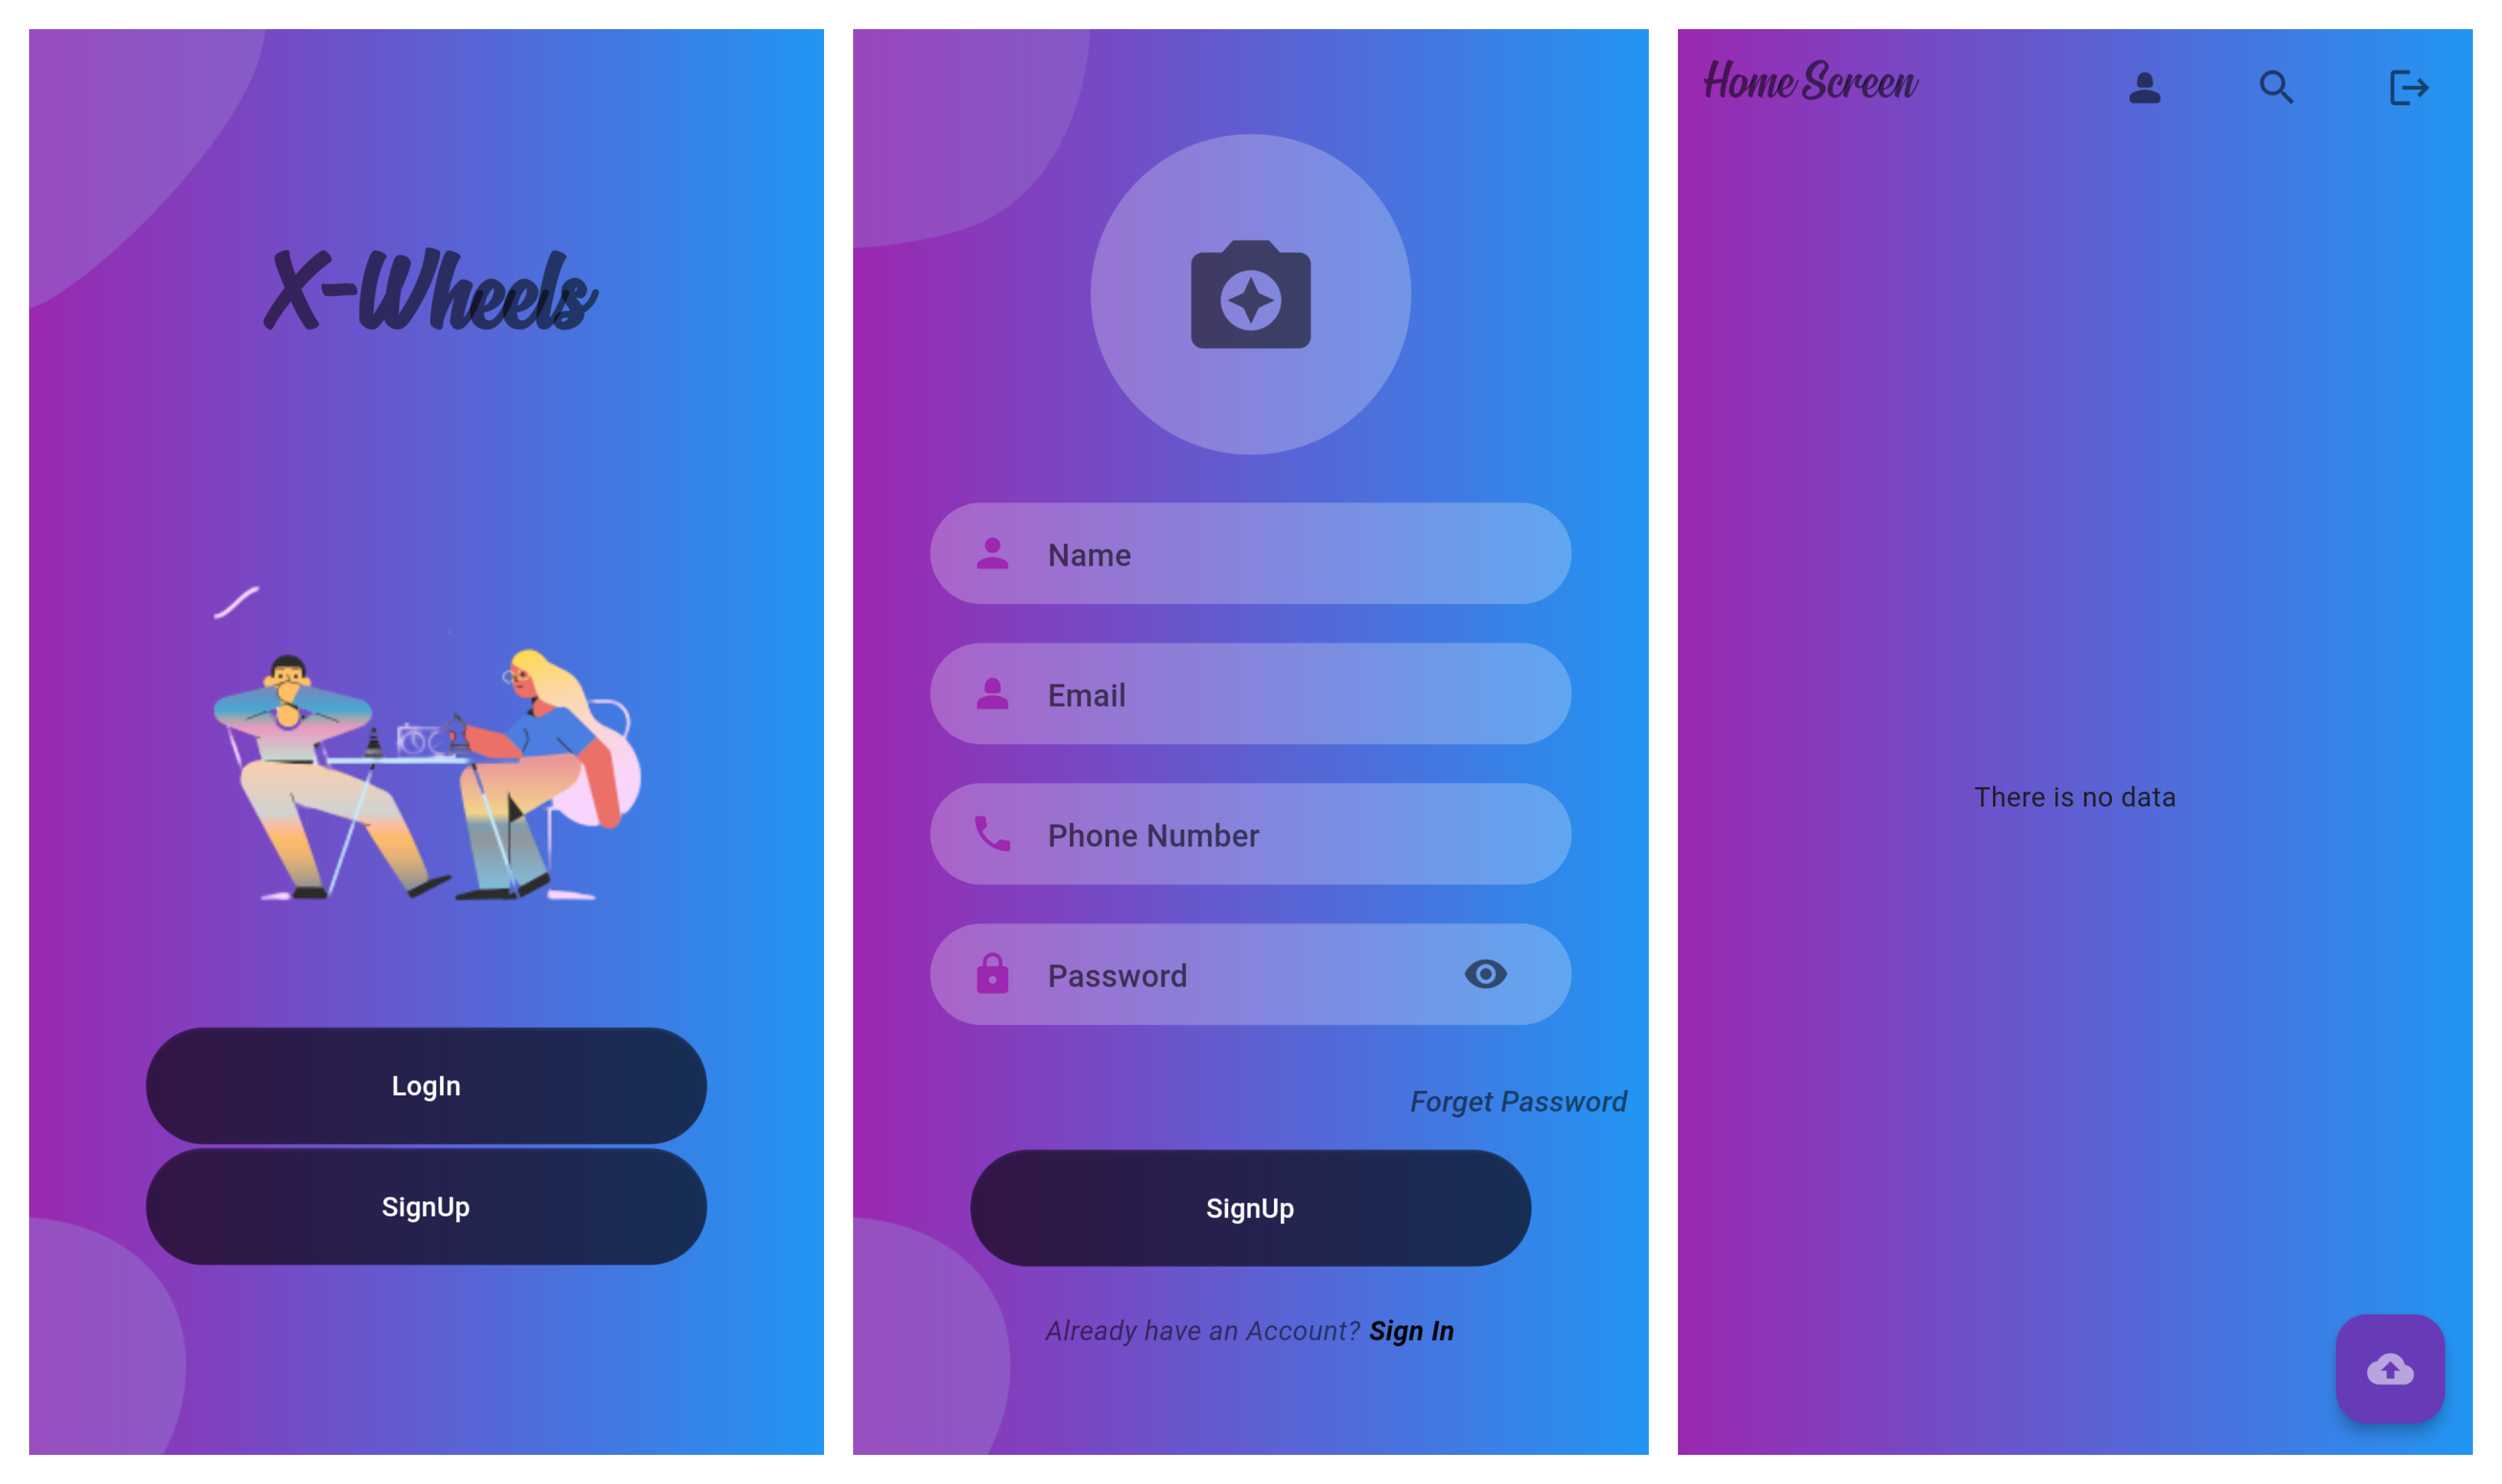 X-Wheels
LogIn
SignUp
Name
Email
Phone Number
Password
Forget Password
SignUp
Already have an Account? Sign In
Home Screen
There is no data